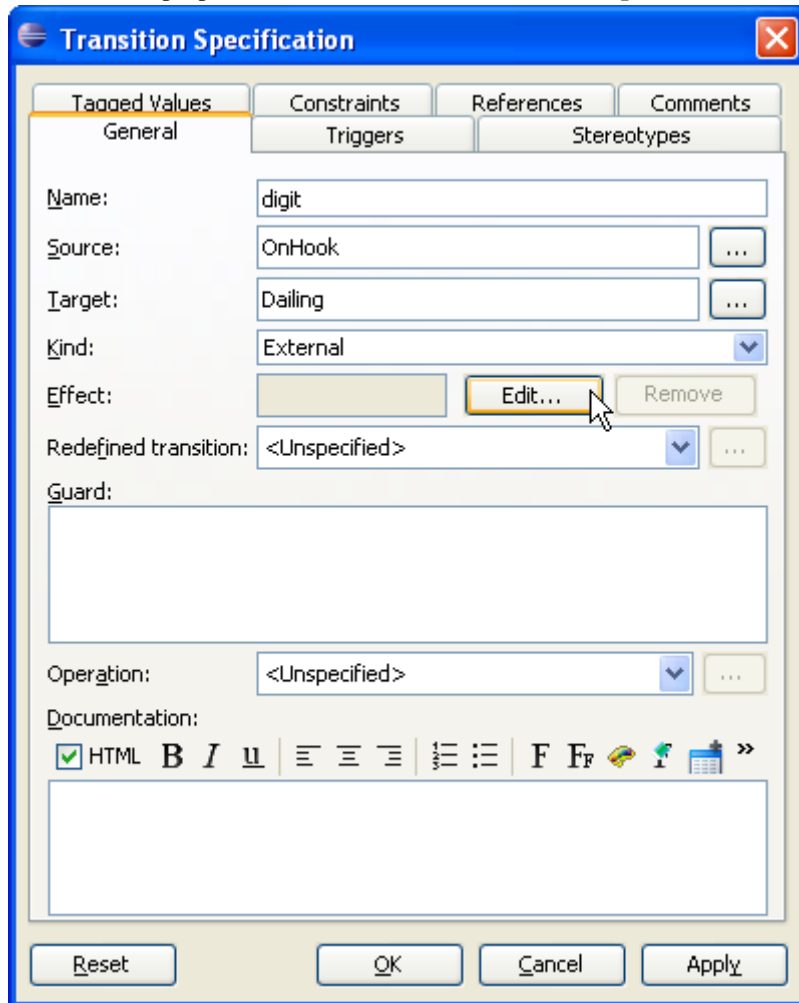 Transition Specification
Tagged Values Constraints References Comments
General Triggers Stereotypes
Name: digit
Source: OnHook ...
Target: Dailing ...
Kind: External
Effect: Edit... Remove
Redefined transition: <Unspecified> ...
Guard:
Operation: <Unspecified> ...
Documentation:
HTML B I u F FF »
Reset OK Cancel Apply